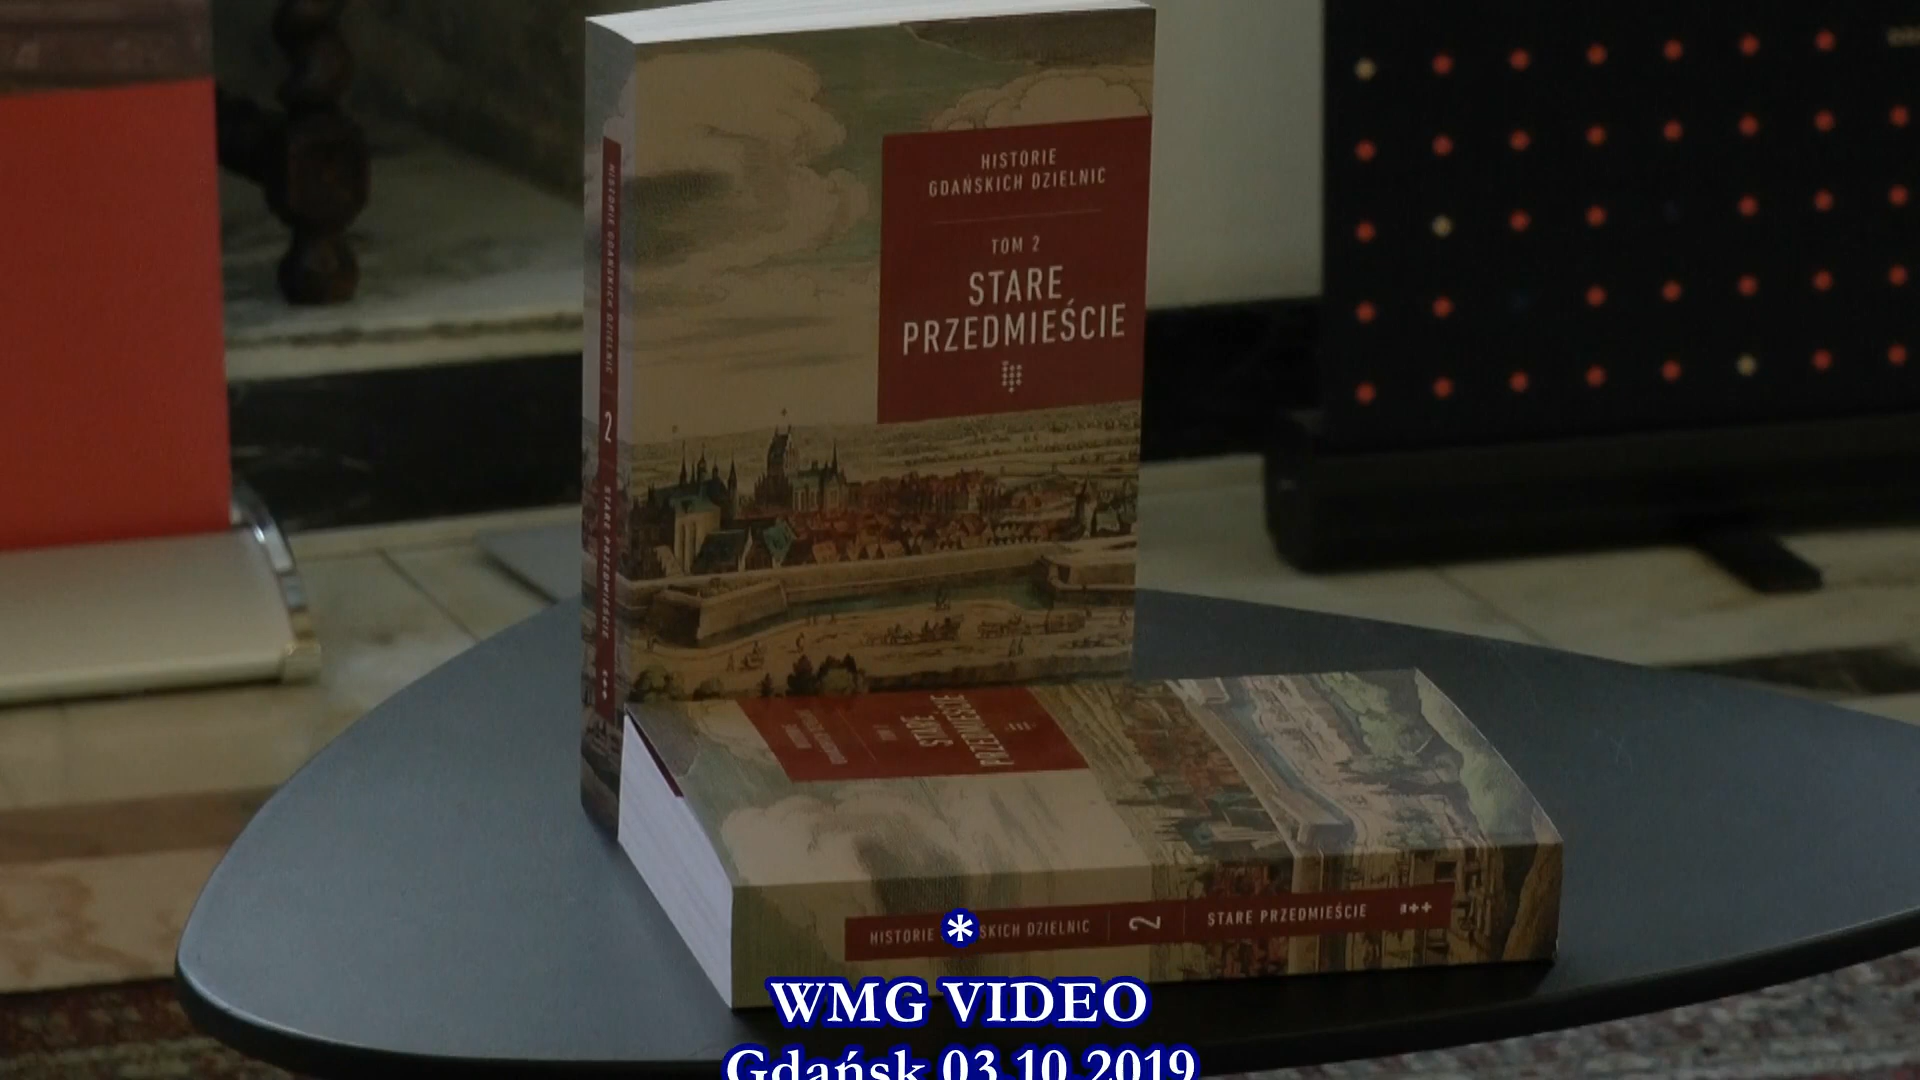 HISTORIE
GDAŃSKICH DZIELNIC
TOM 2
STARE
PRZEDMIEŚCIE
HISTORIE GDAŃSKICH DZIELNIC 2 STARE PRZEDMIEŚCIE
STARE
PRZEDMIEŚCIE
HISTORIE SKICH DZIELNIC 2 STARE PRZEDMIEŚCIE
*
WMG VIDEO
Gdańsk 03.10.2019